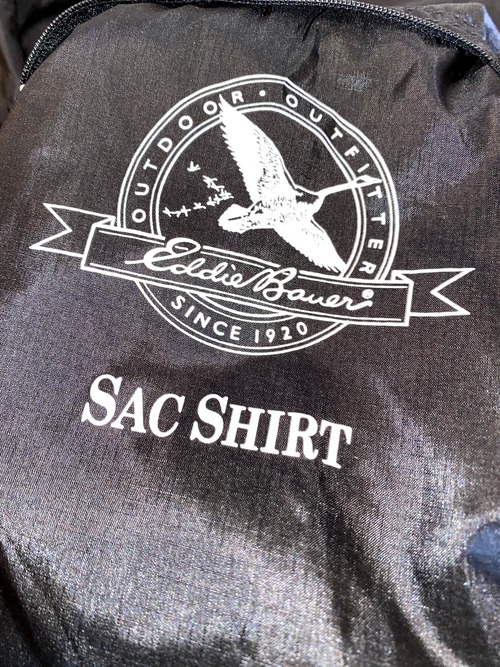 OUTDOOR • OUTFITTER
Eddie Bauer
SINCE 1920
SAC SHIRT